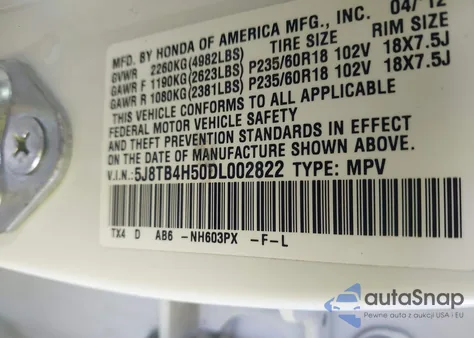 MFD. BY HONDA OF AMERICA MFG., INC. 04/'12
GVWR 2260KG(4982LBS) TIRE SIZE RIM SIZE
GAWR F 1190KG(2623LBS) P235/60R18 102V 18X7.5J
GAWR R 1080KG(2381LBS) P235/60R18 102V 18X7.5J
THIS VEHICLE CONFORMS TO ALL APPLICABLE
FEDERAL MOTOR VEHICLE SAFETY
AND THEFT PREVENTION STANDARDS IN EFFECT
ON THE DATE OF MANUFACTURE SHOWN ABOVE.
V.I.N.:5J8TB4H50DL002822 TYPE: MPV
TX4 D AB6 -NH603PX -F-L
autoSnap
Pewne auta z aukcji USA i EU